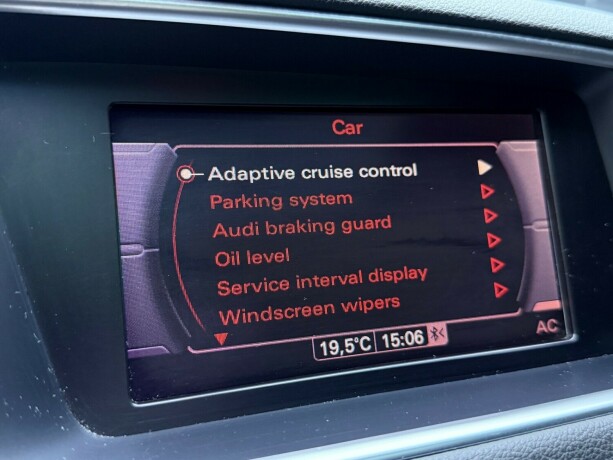 Car
Adaptive cruise control
Parking system
Audi braking guard
Oil level
Service interval display
Windscreen wipers
19,5°C 15:06
AC